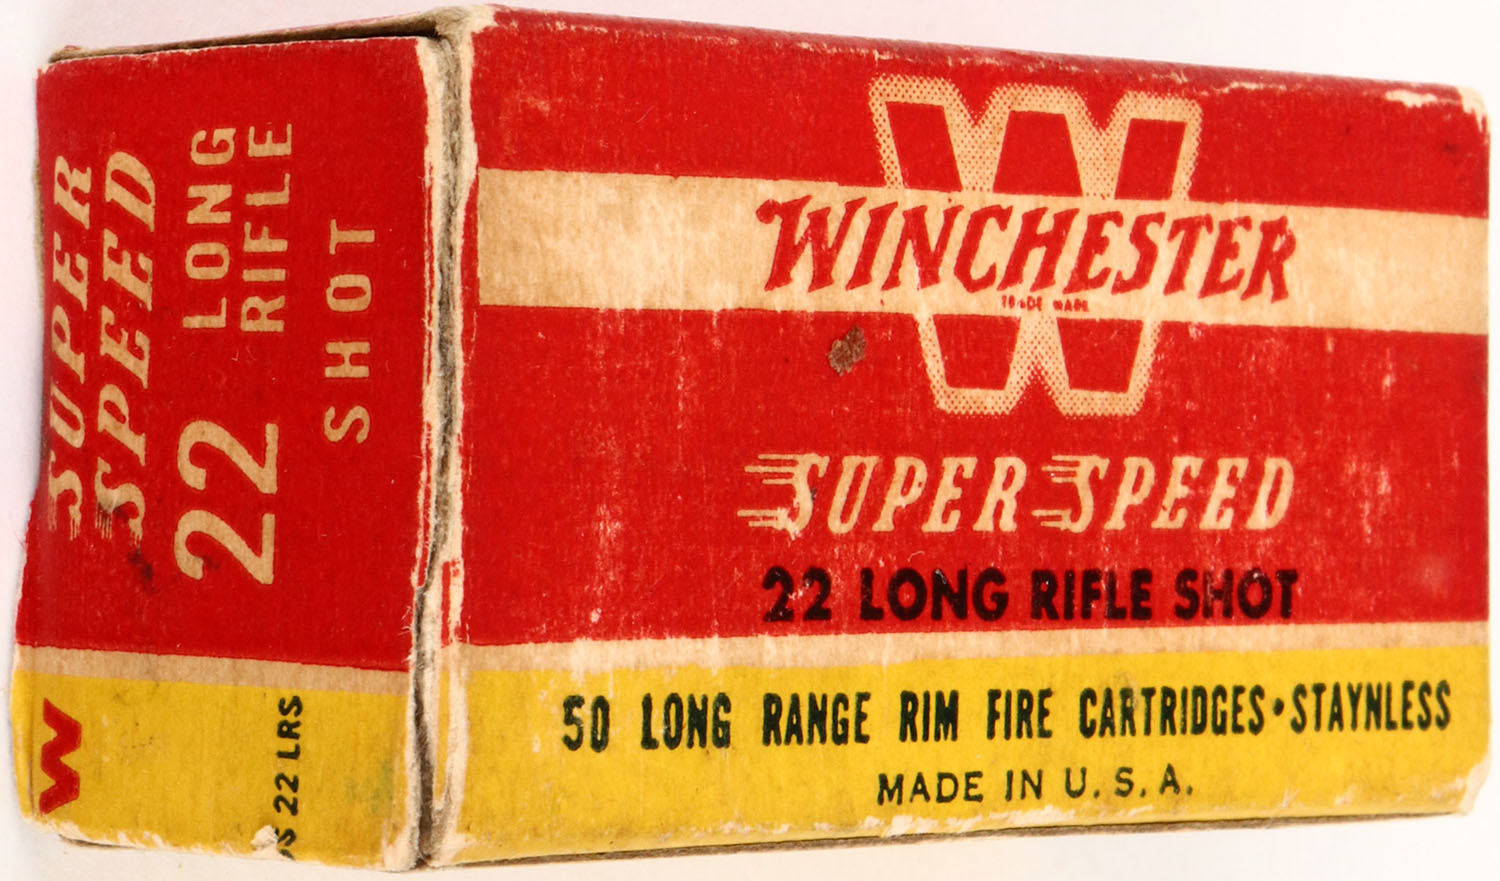 SUPER
SPEED
22 LONG
RIFLE
SHOT
W
22 LRS
W
WINCHESTER
TRADE MARK
SUPER SPEED
22 LONG RIFLE SHOT
50 LONG RANGE RIM FIRE CARTRIDGES • STAYNLESS
MADE IN U.S.A.